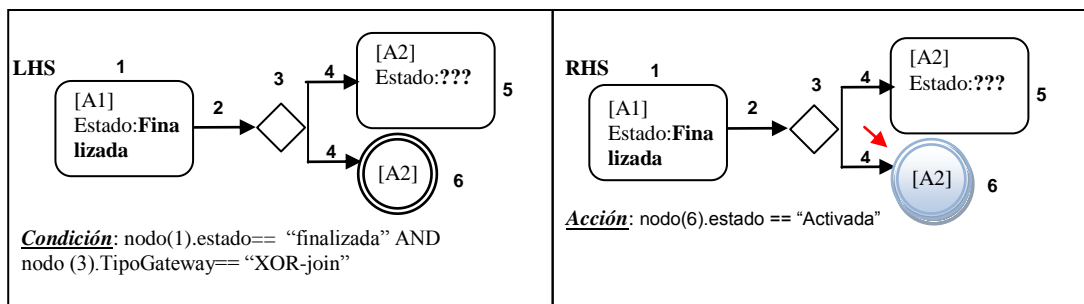 LHS
1
[A1]
Estado:Fina
lizada
2
3
4
[A2]
Estado:???
5
4
[A2]
6
Condición: nodo(1).estado== “finalizada” AND
nodo (3).TipoGateway== “XOR-join”
RHS
1
[A1]
Estado:Fina
lizada
2
3
4
[A2]
Estado:???
5
4
[A2]
6
Acción: nodo(6).estado == “Activada”